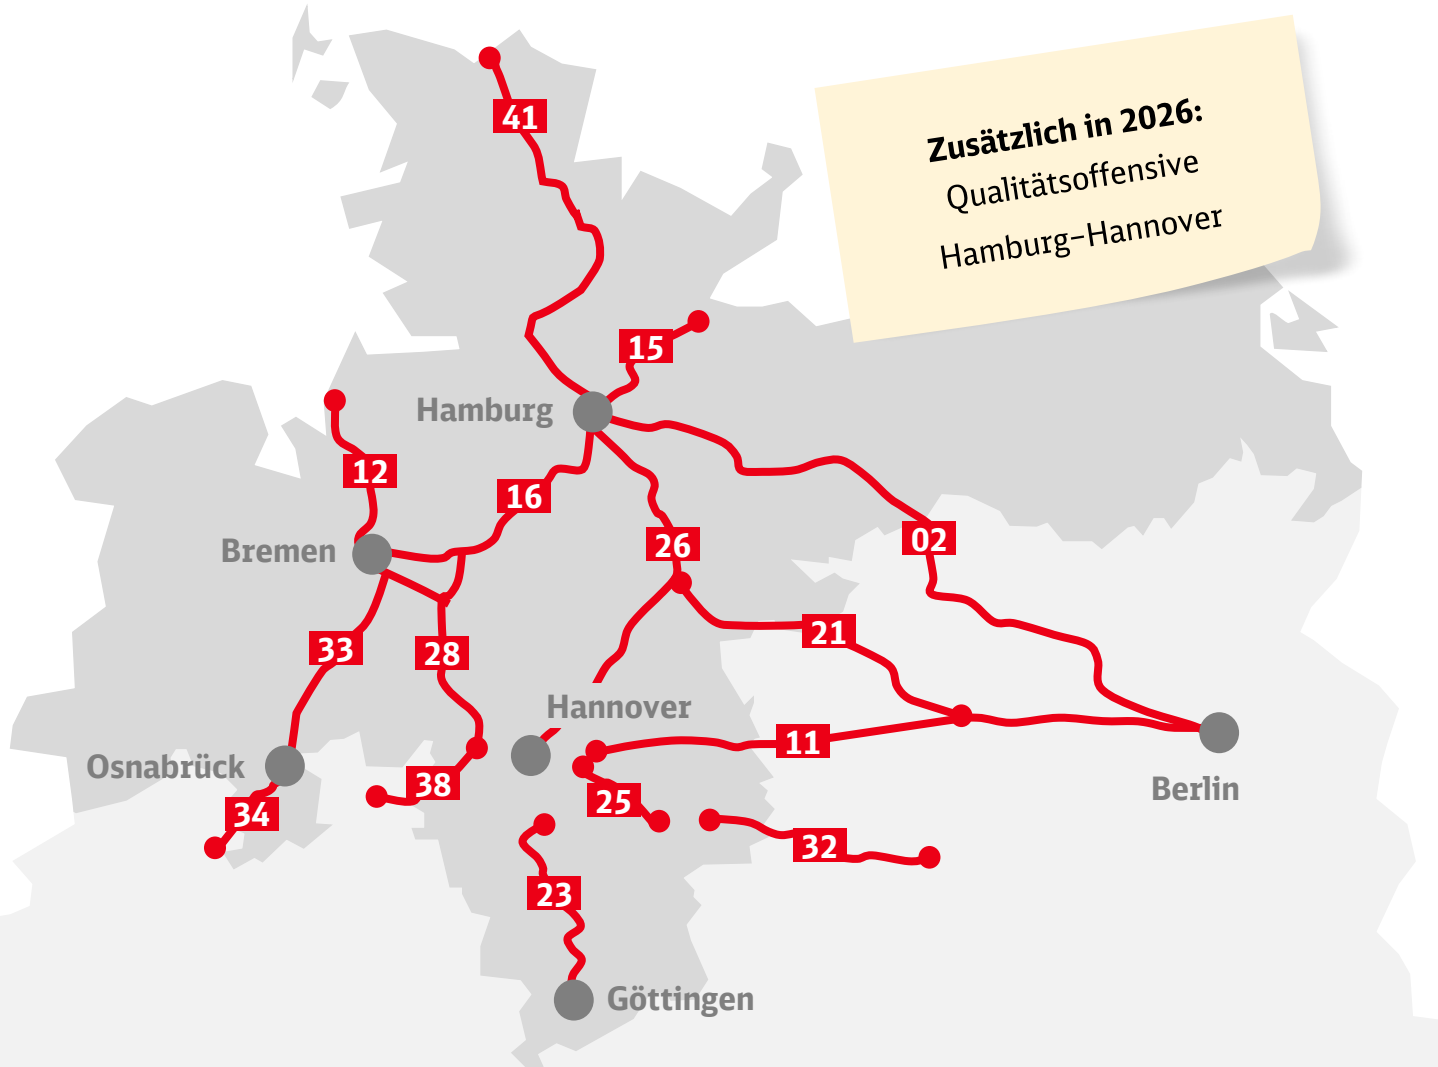 41
Zusätzlich in 2026:
Qualitätsoffensive
Hamburg–Hannover
15
Hamburg
12
16
Bremen
26
02
33
28
21
Hannover
11
Osnabrück
38
Berlin
34
25
32
23
Göttingen